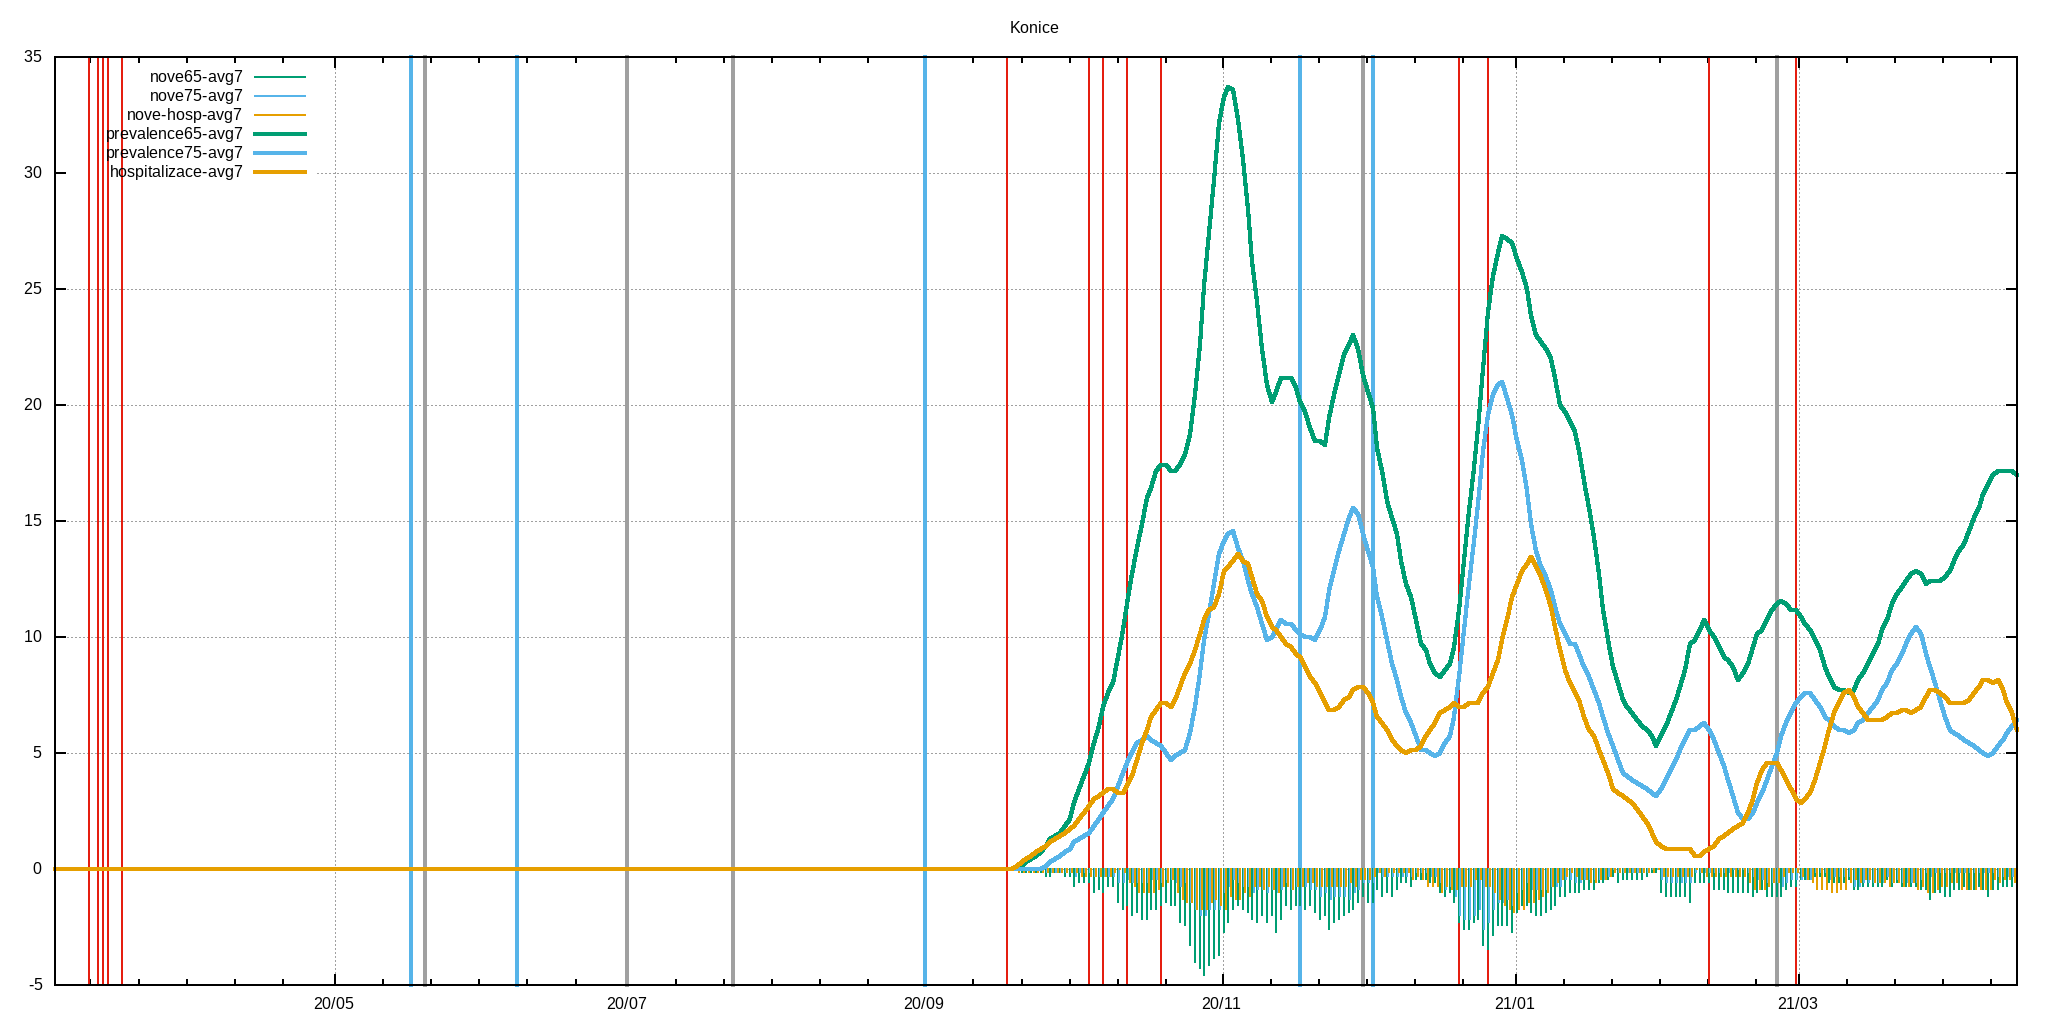 Konice
35
30
25
20
15
10
5
0
-5
nove65-avg7
nove75-avg7
nove-hosp-avg7
prevalence65-avg7
prevalence75-avg7
hospitalizace-avg7
20/05
20/07
20/09
20/11
21/01
21/03